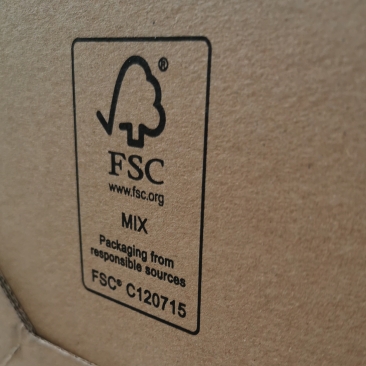 ®
FSC
www.fsc.org
MIX
Packaging from
responsible sources
FSC® C120715